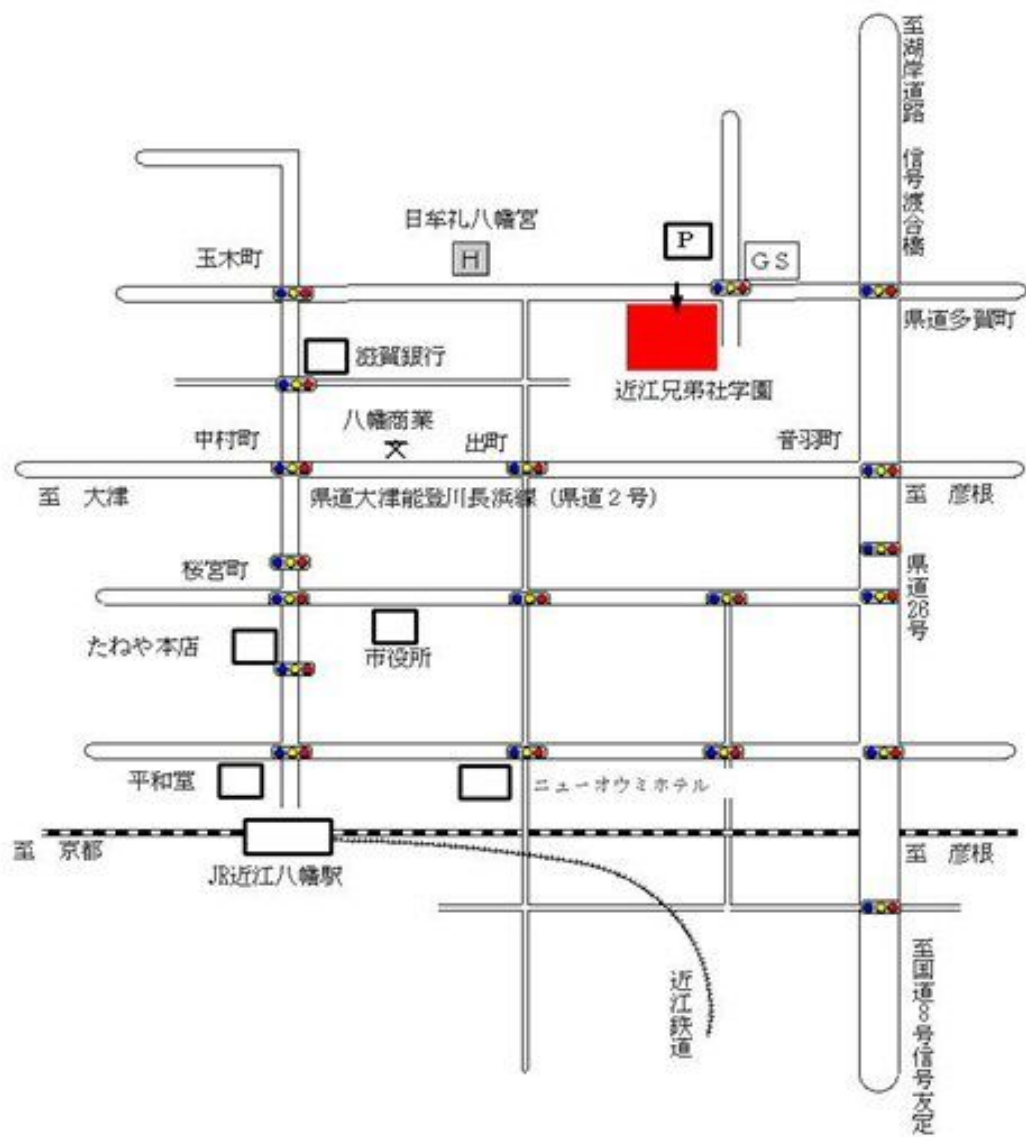 至湖岸道路 信号渡合橋
日牟礼八幡宮
H
P
GS
玉木町
県道多賀町
滋賀銀行
近江兄弟社学園
八幡商業
中村町
出町
音羽町
至 大津
県道大津能登川長浜線(県道2号)
至 彦根
桜宮町
県道26号
たねや本店
市役所
平和堂
ニューオウミホテル
至 京都
至 彦根
JR近江八幡駅
近江鉄道
至国道8号信号友定